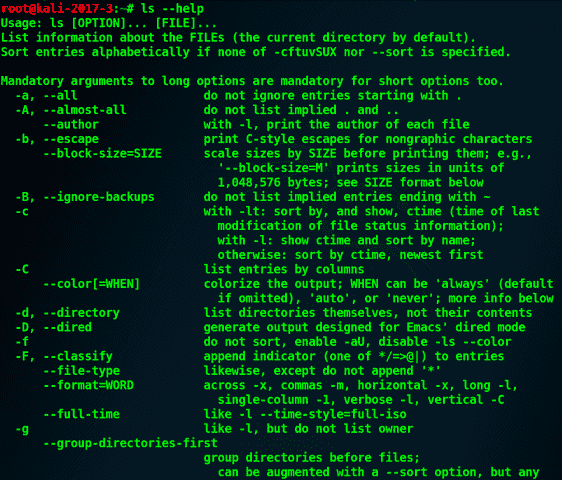 root@kali-2017-3:~# ls --help
Usage: ls [OPTION]... [FILE]...
List information about the FILEs (the current directory by default).
Sort entries alphabetically if none of -cftuvSUX nor --sort is specified.

Mandatory arguments to long options are mandatory for short options too.
  -a, --all                  do not ignore entries starting with .
  -A, --almost-all           do not list implied . and ..
      --author               with -l, print the author of each file
  -b, --escape               print C-style escapes for nongraphic characters
      --block-size=SIZE      scale sizes by SIZE before printing them; e.g.,
                               '--block-size=M' prints sizes in units of
                               1,048,576 bytes; see SIZE format below
  -B, --ignore-backups       do not list implied entries ending with ~
  -c                         with -lt: sort by, and show, ctime (time of last
                               modification of file status information);
                               with -l: show ctime and sort by name;
                               otherwise: sort by ctime, newest first
  -C                         list entries by columns
      --color[=WHEN]         colorize the output; WHEN can be 'always' (default
                               if omitted), 'auto', or 'never'; more info below
  -d, --directory            list directories themselves, not their contents
  -D, --dired                generate output designed for Emacs' dired mode
  -f                         do not sort, enable -aU, disable -ls --color
  -F, --classify             append indicator (one of */=>@|) to entries
      --file-type            likewise, except do not append '*'
      --format=WORD          across -x, commas -m, horizontal -x, long -l,
                               single-column -1, verbose -l, vertical -C
      --full-time            like -l --time-style=full-iso
  -g                         like -l, but do not list owner
      --group-directories-first
                             group directories before files;
                               can be augmented with a --sort option, but any